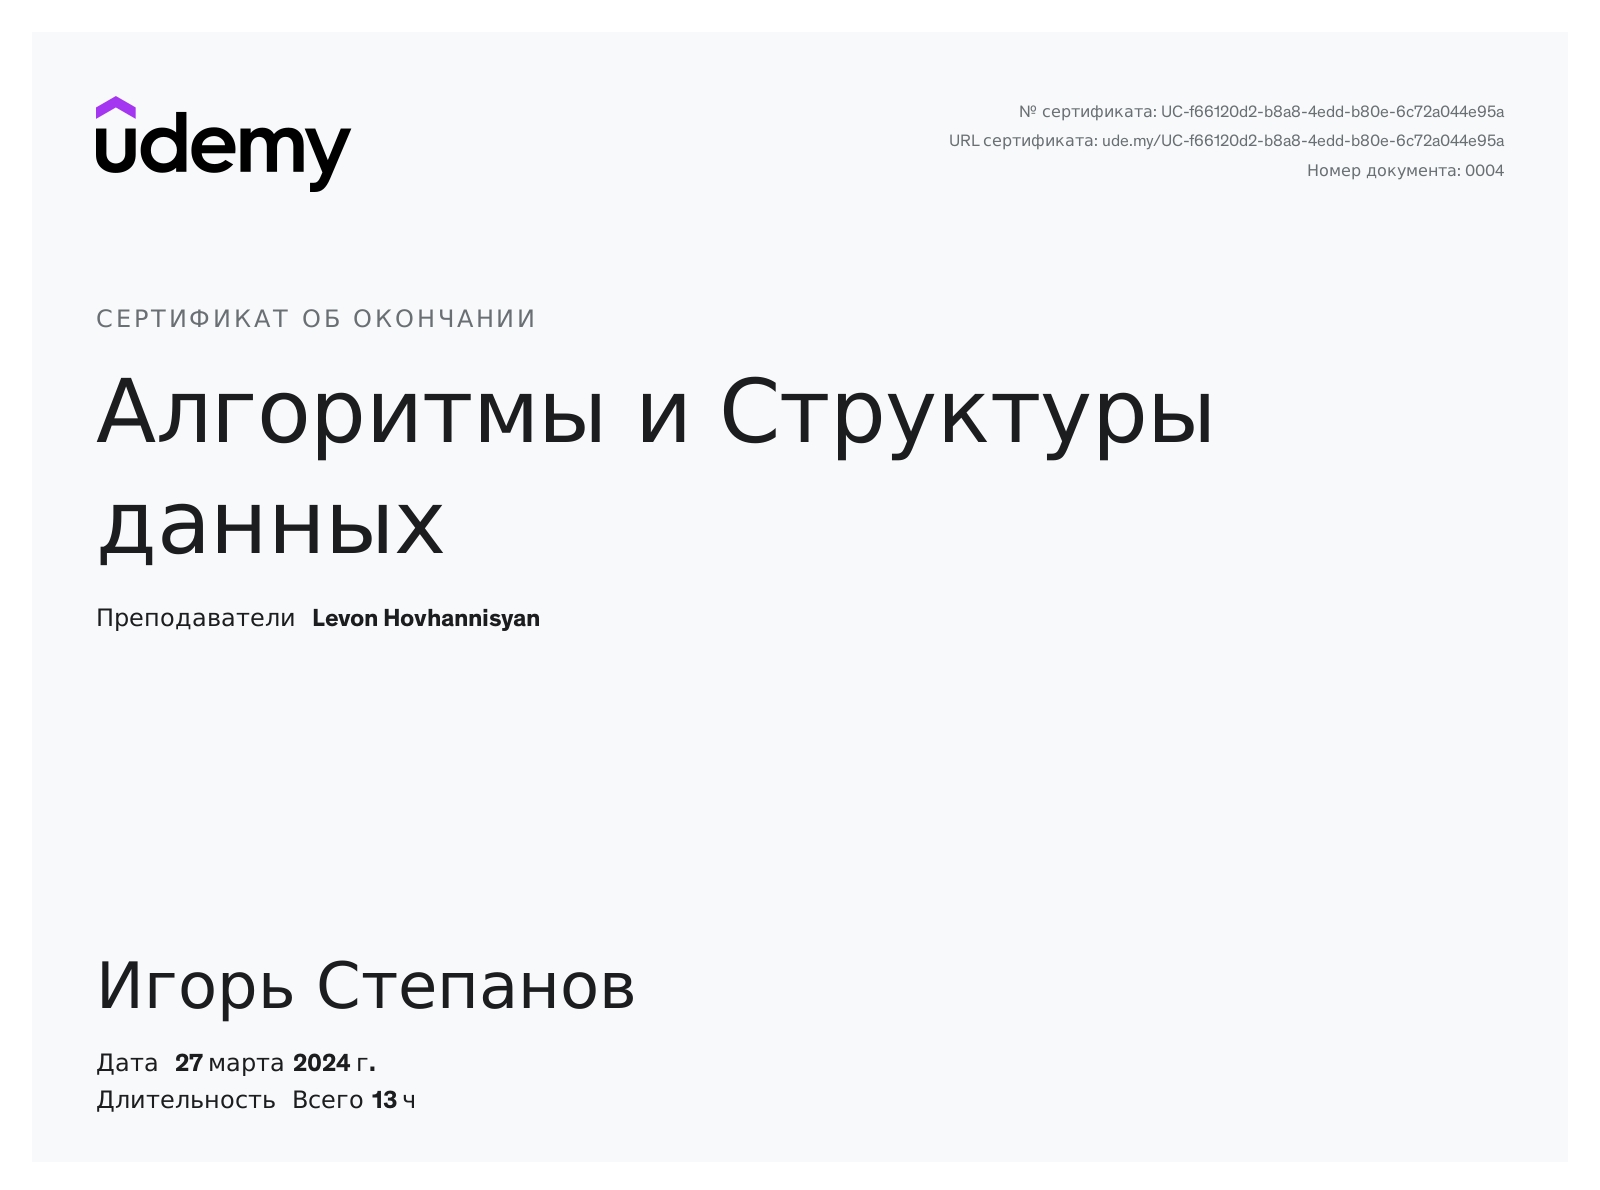 udemy
№ сертификата: UC-f66120d2-b8a8-4edd-b80e-6c72a044e95a
URL сертификата: ude.my/UC-f66120d2-b8a8-4edd-b80e-6c72a044e95a
Номер документа: 0004
СЕРТИФИКАТ ОБ ОКОНЧАНИИ
Алгоритмы и Структуры
данных
Преподаватели Levon Hovhannisyan
Игорь Степанов
Дата 27 марта 2024 г.
Длительность Всего 13 ч